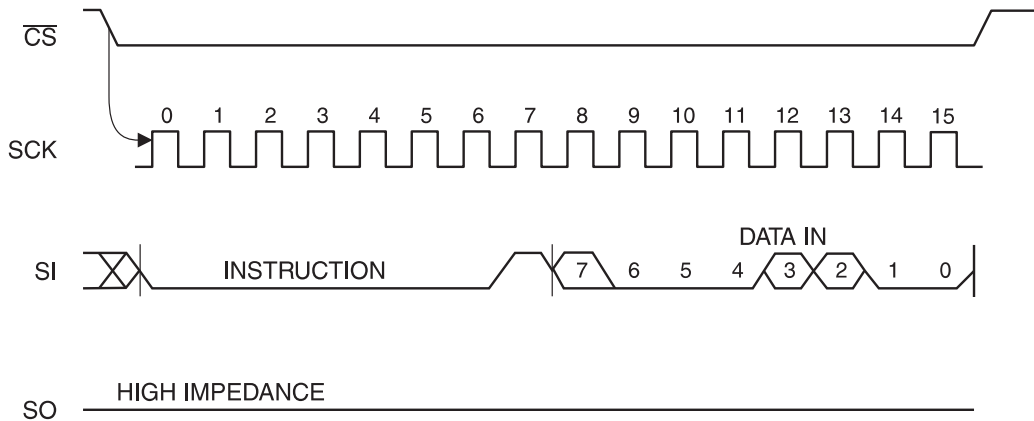 CS
0 1 2 3 4 5 6 7 8 9 10 11 12 13 14 15
SCK
DATA IN
SI INSTRUCTION 7 6 5 4 3 2 1 0
HIGH IMPEDANCE
SO